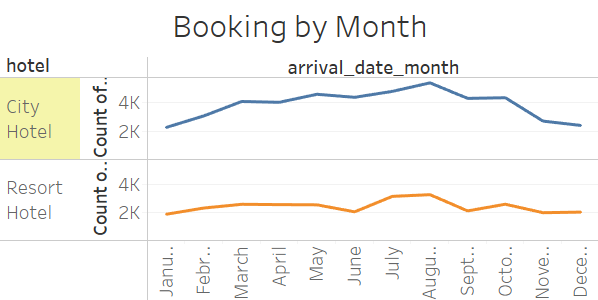 Booking by Month
hotel
arrival_date_month
City
Hotel
Count of..
4K
2K
Resort
Hotel
Count o..
4K
2K
Janu..
Febr..
March
April
May
June
July
Augu..
Sept..
Octo..
Nove..
Dece..